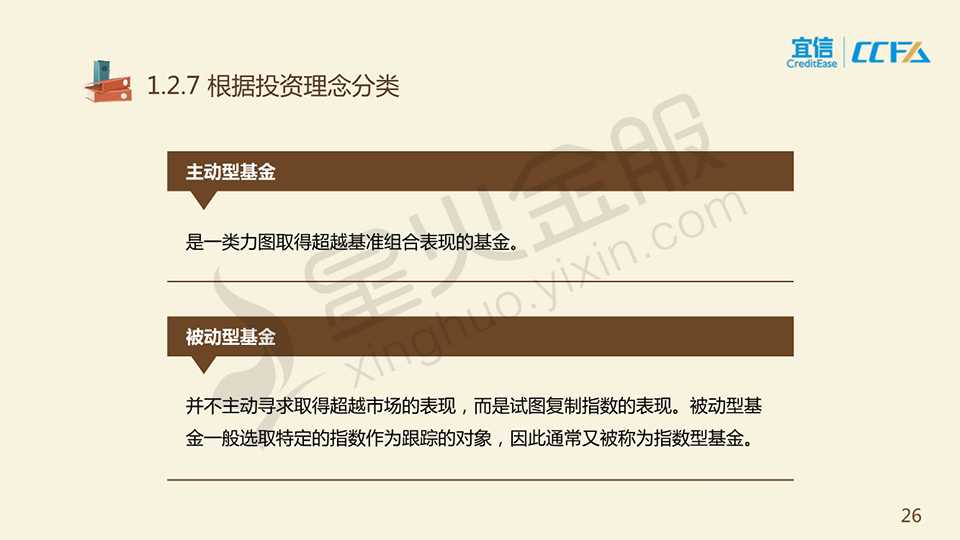 宜信
CreditEase
CCFA
1.2.7 根据投资理念分类
主动型基金
是一类力图取得超越基准组合表现的基金。
被动型基金
并不主动寻求取得超越市场的表现，而是试图复制指数的表现。被动型基
金一般选取特定的指数作为跟踪的对象，因此通常又被称为指数型基金。
星火金服
xinghuo.yixin.com
26